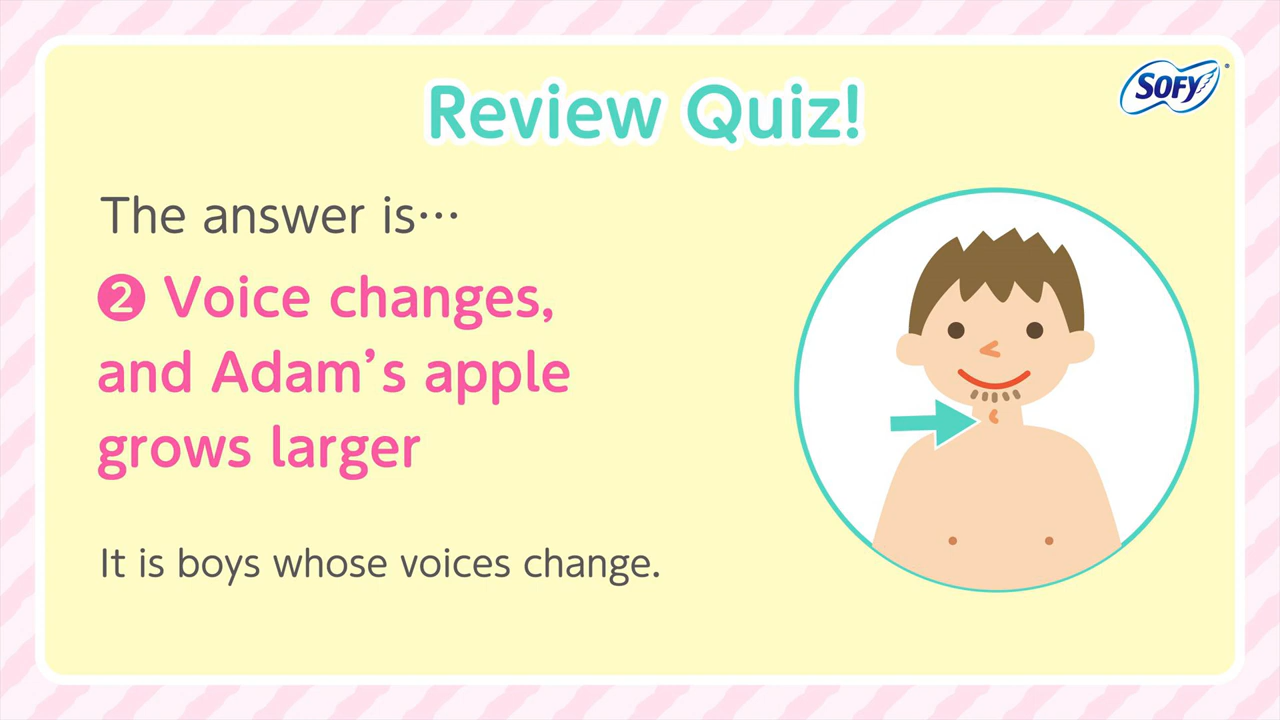 Review Quiz!
SOFY®
The answer is…
❷ Voice changes,
and Adam's apple
grows larger
It is boys whose voices change.